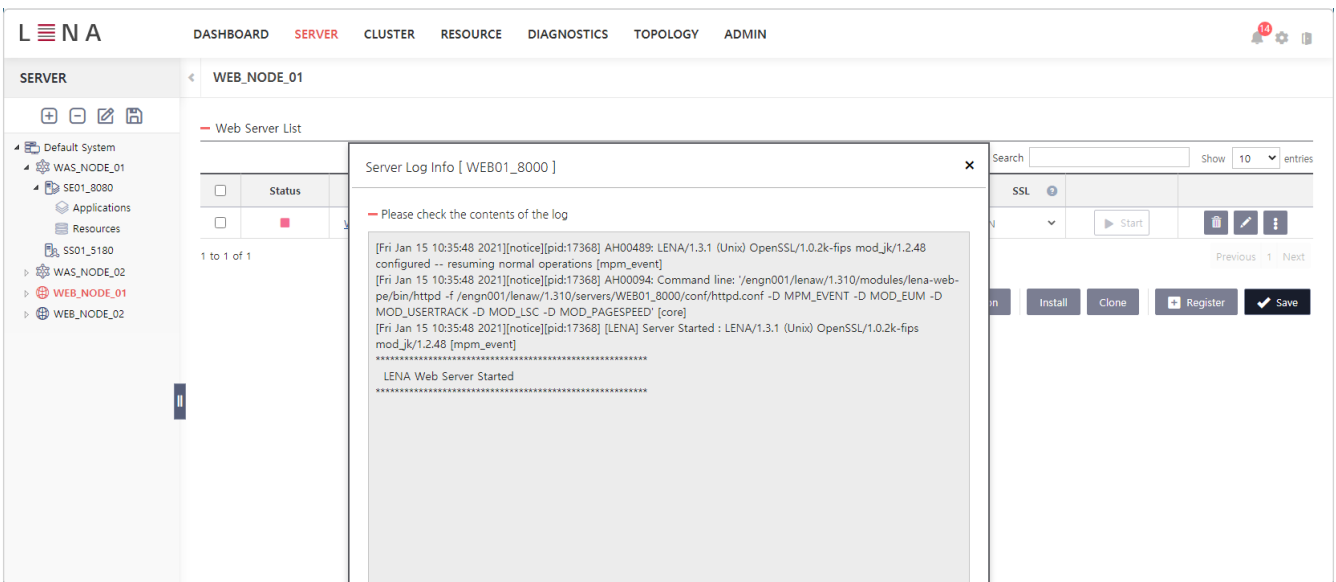 LENA
DASHBOARD SERVER CLUSTER RESOURCE DIAGNOSTICS TOPOLOGY ADMIN
14
SERVER
WEB_NODE_01
Default System
WAS_NODE_01
SE01_8080
Applications
Resources
SS01_5180
WAS_NODE_02
WEB_NODE_01
WEB_NODE_02
Web Server List
Search
Show 10 entries
Status
SSL
Start
1 to 1 of 1
Previous 1 Next
Install Clone Register Save
Server Log Info [ WEB01_8000 ]
Please check the contents of the log
[Fri Jan 15 10:35:48 2021][notice][pid:17368] AH00489: LENA/1.3.1 (Unix) OpenSSL/1.0.2k-fips mod_jk/1.2.48
configured -- resuming normal operations [mpm_event]
[Fri Jan 15 10:35:48 2021][notice][pid:17368] AH00094: Command line: '/engn001/lenaw/1.310/modules/lena-web-
pe/bin/httpd -f /engn001/lenaw/1.310/servers/WEB01_8000/conf/httpd.conf -D MPM_EVENT -D MOD_EUM -D
MOD_USERTRACK -D MOD_LSC -D MOD_PAGESPEED' [core]
[Fri Jan 15 10:35:48 2021][notice][pid:17368] [LENA] Server Started : LENA/1.3.1 (Unix) OpenSSL/1.0.2k-fips
mod_jk/1.2.48 [mpm_event]
*********************************************************
LENA Web Server Started
*********************************************************